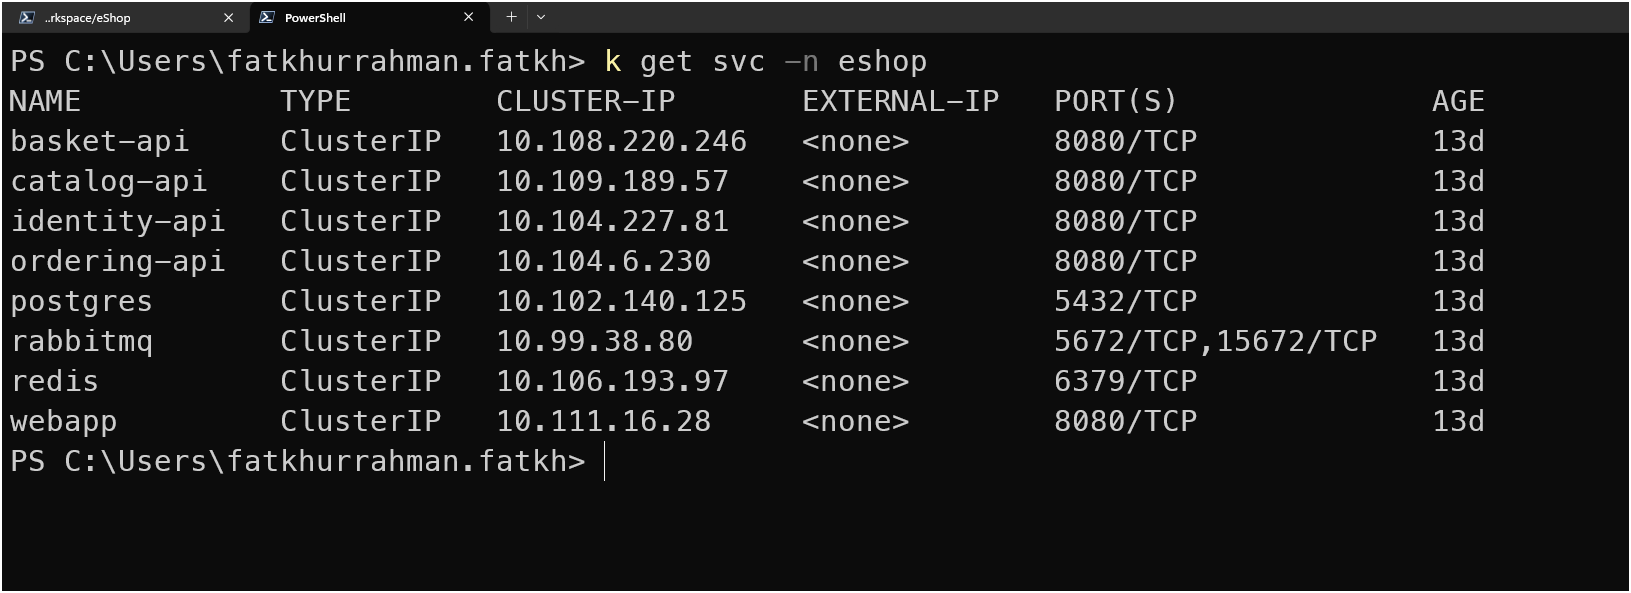 ..rkspace/eShop PowerShell
PS C:\Users\fatkhurrahman.fatkh> k get svc -n eshop
NAME TYPE CLUSTER-IP EXTERNAL-IP PORT(S) AGE
basket-api ClusterIP 10.108.220.246 <none> 8080/TCP 13d
catalog-api ClusterIP 10.109.189.57 <none> 8080/TCP 13d
identity-api ClusterIP 10.104.227.81 <none> 8080/TCP 13d
ordering-api ClusterIP 10.104.6.230 <none> 8080/TCP 13d
postgres ClusterIP 10.102.140.125 <none> 5432/TCP 13d
rabbitmq ClusterIP 10.99.38.80 <none> 5672/TCP,15672/TCP 13d
redis ClusterIP 10.106.193.97 <none> 6379/TCP 13d
webapp ClusterIP 10.111.16.28 <none> 8080/TCP 13d
PS C:\Users\fatkhurrahman.fatkh>